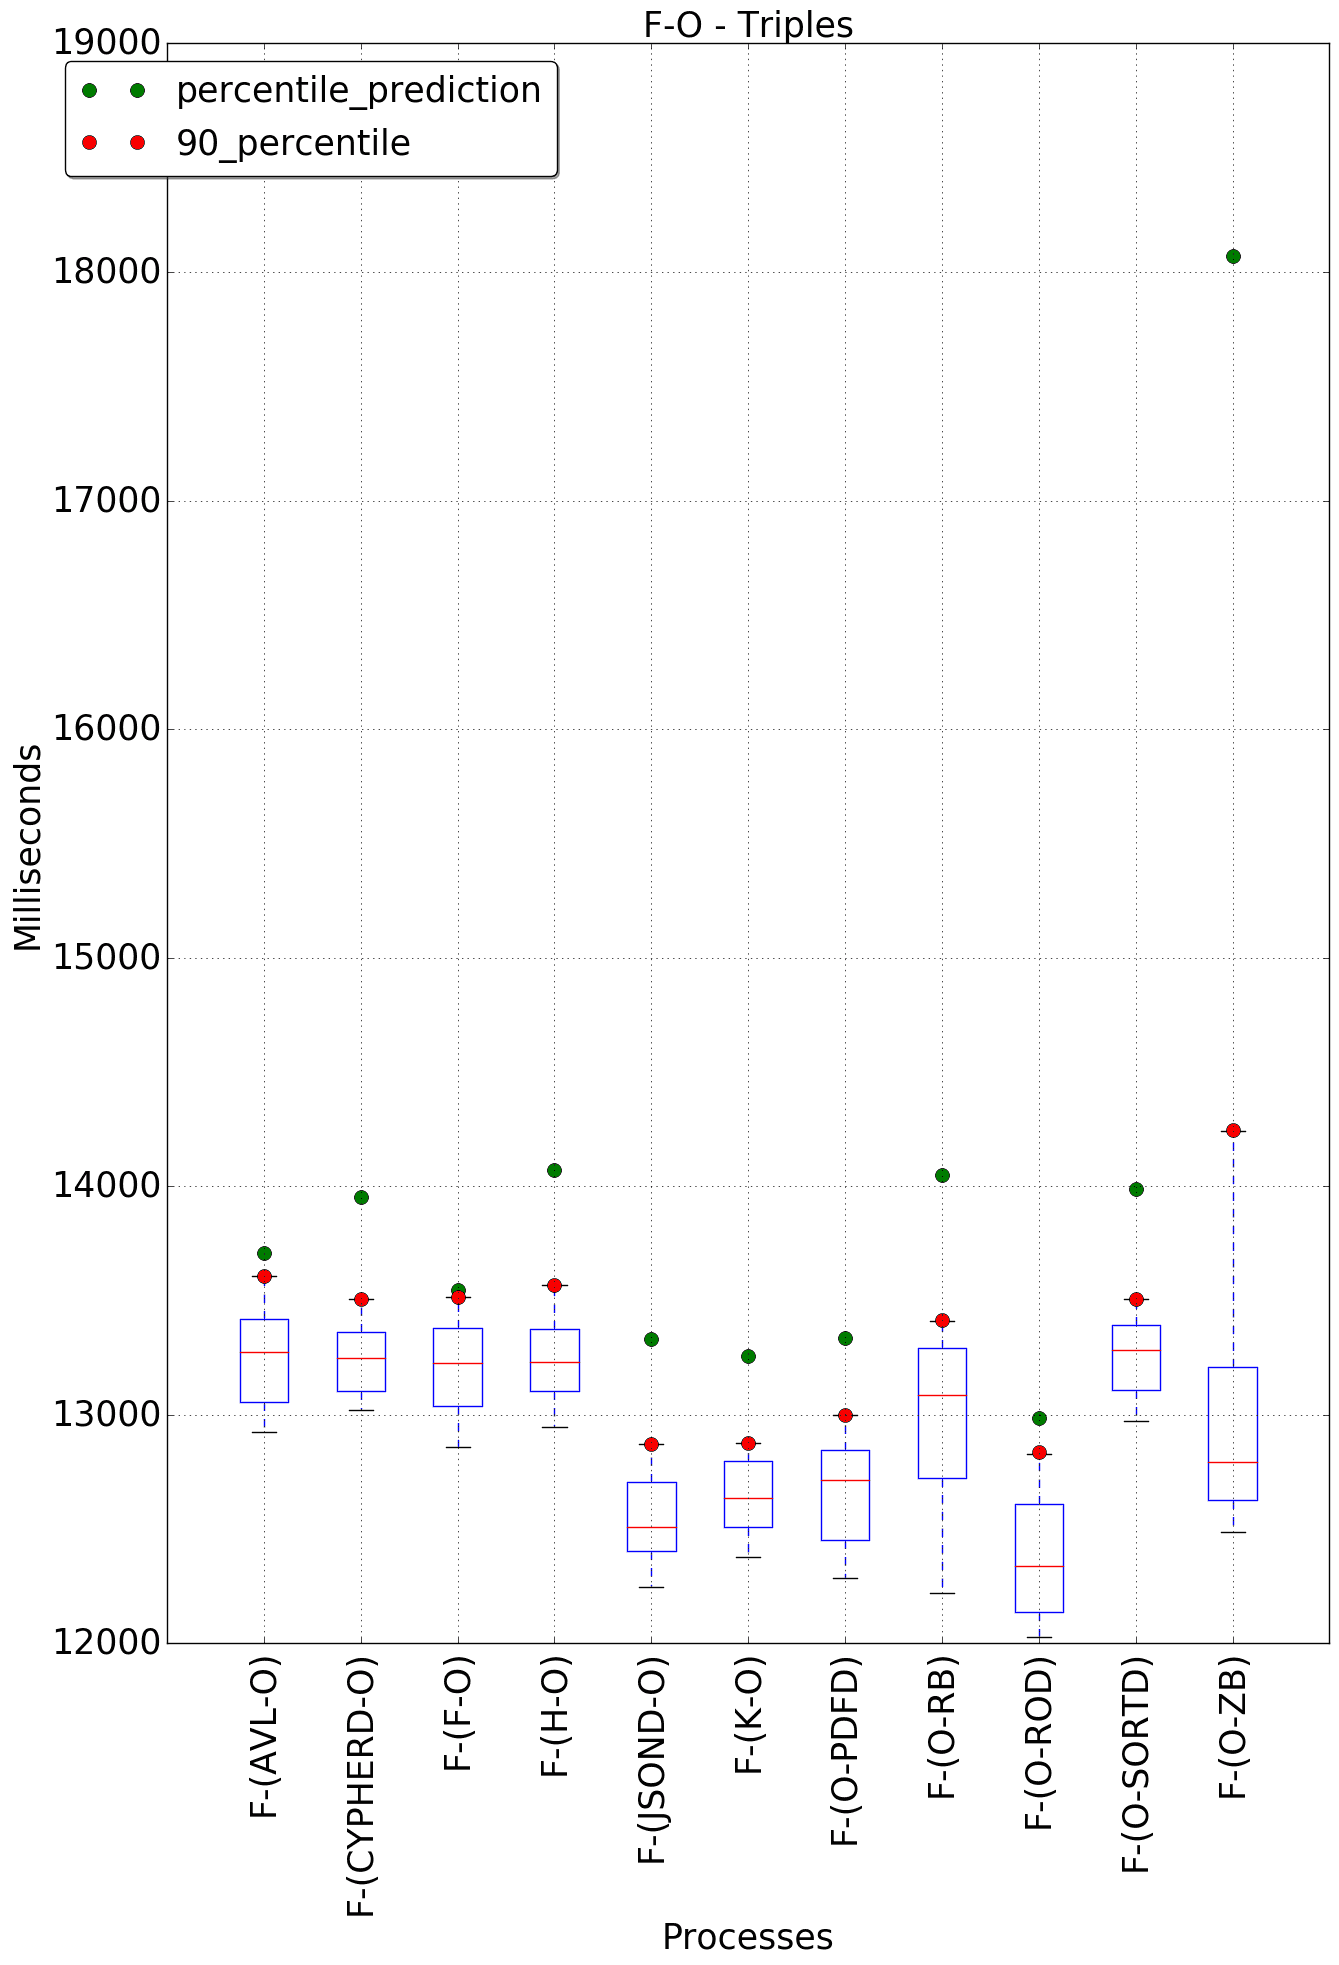 F-O - Triples
19000
percentile_prediction
90_percentile
18000
17000
16000
15000
14000
13000
12000
Milliseconds
F-(AVL-O)
F-(CYPHERD-O)
F-(F-O)
F-(H-O)
F-(JSOND-O)
F-(K-O)
F-(O-PDFD)
F-(O-RB)
F-(O-ROD)
F-(O-SORTD)
F-(O-ZB)
Processes